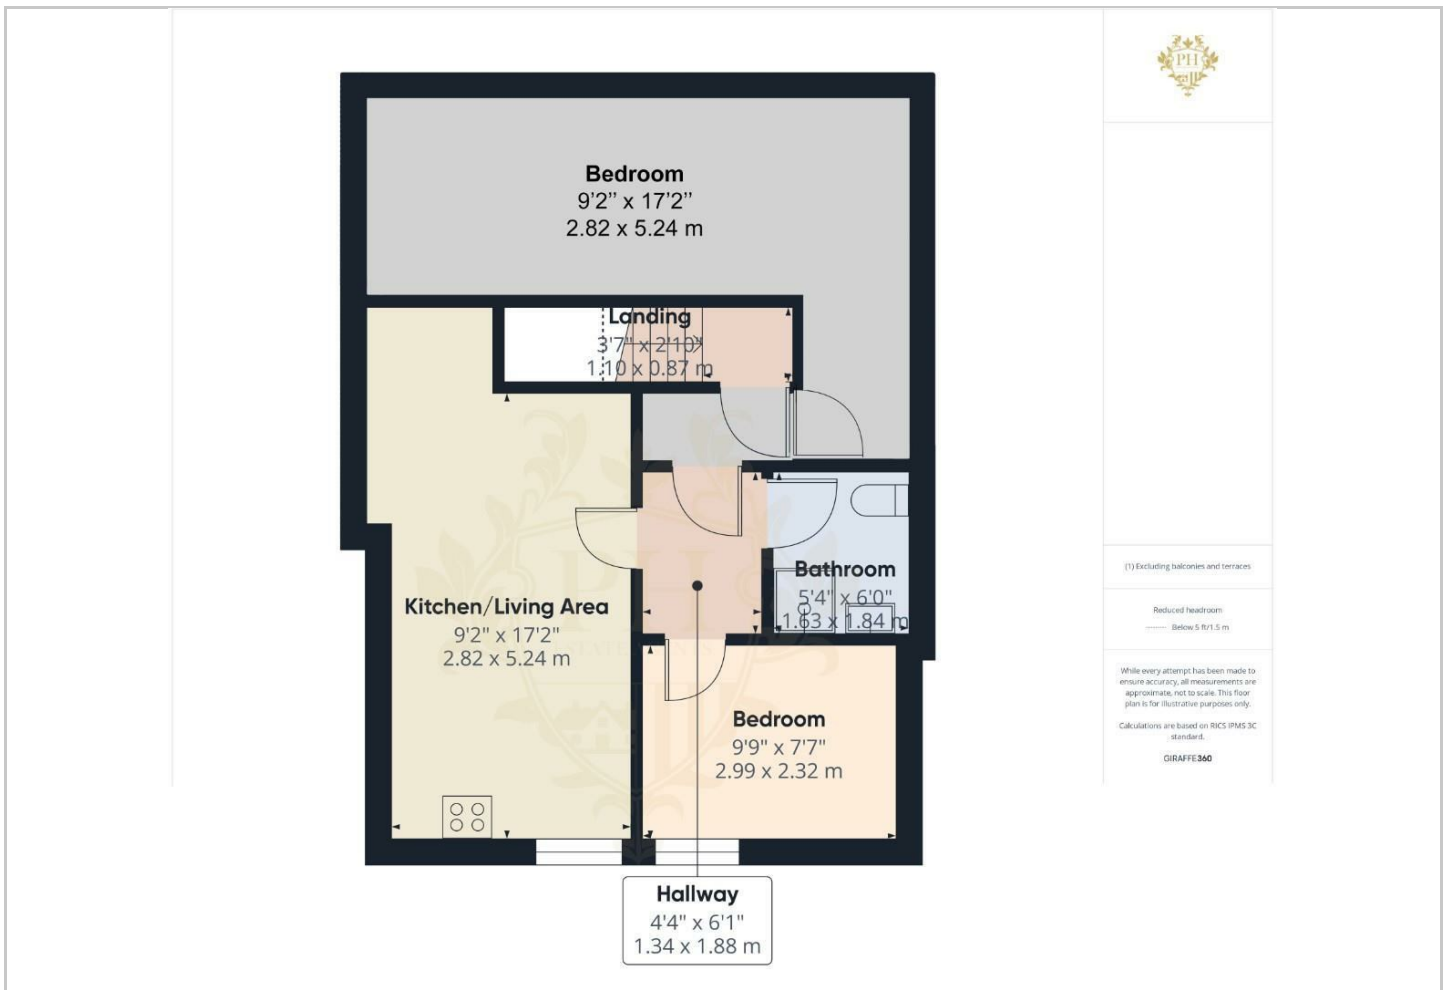 PH
Bedroom
9’2’’ x 17’2’’
2.82 x 5.24 m
Landing
3'7" x 2'10"
1.10 x 0.87 m
Kitchen/Living Area
9'2" x 17'2"
2.82 x 5.24 m
Bathroom
5'4" x 6'0"
1.63 x 1.84 m
Bedroom
9'9" x 7'7"
2.99 x 2.32 m
Hallway
4'4" x 6'1"
1.34 x 1.88 m
PH
(1) Excluding balconies and terraces
Reduced headroom
Below 5 ft/1.5 m
While every attempt has been made to
ensure accuracy, all measurements are
approximate, not to scale. This floor
plan is for illustrative purposes only.
Calculations are based on RICS IPMS 3C
standard.
GIRAFFE360